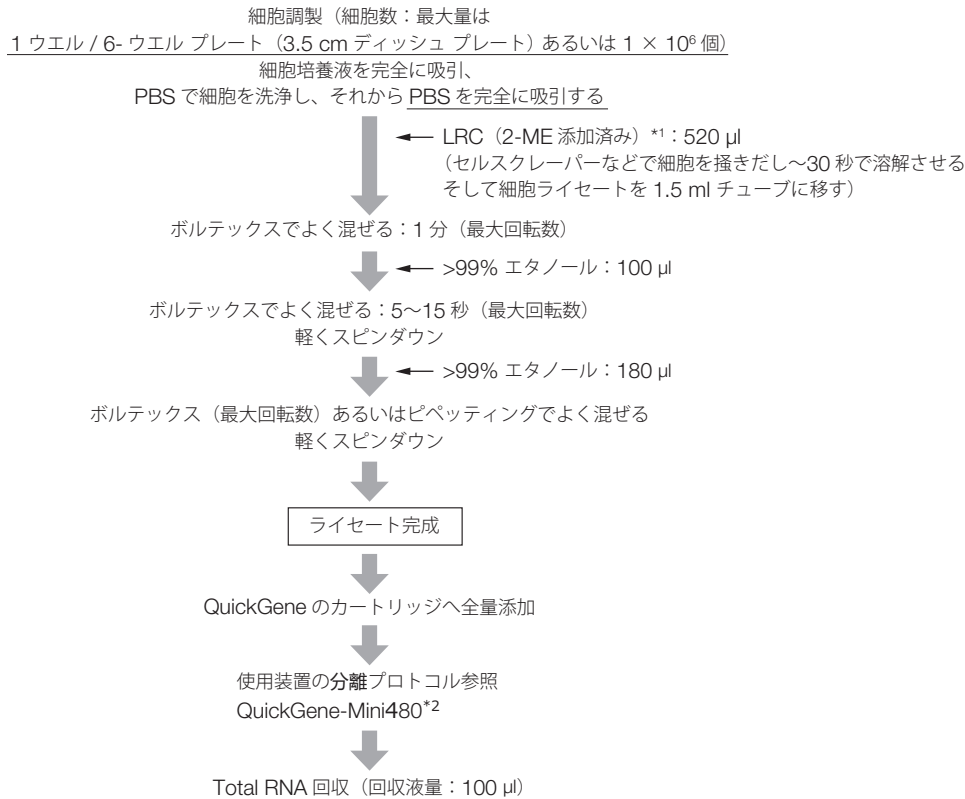 細胞調製（細胞数：最大量は
1 ウエル / 6- ウエル プレート（3.5 cm ディッシュ プレート）あるいは 1 × 10⁶ 個）
細胞培養液を完全に吸引、
PBS で細胞を洗浄し、それから PBS を完全に吸引する
LRC（2-ME 添加済み）*1：520 µl
（セルスクレーパーなどで細胞を掻きだし～30 秒で溶解させる
そして細胞ライセートを 1.5 ml チューブに移す）
ボルテックスでよく混ぜる：1 分（最大回転数）
>99% エタノール：100 µl
ボルテックスでよく混ぜる：5～15 秒（最大回転数）
軽くスピンダウン
>99% エタノール：180 µl
ボルテックス（最大回転数）あるいはピペッティングでよく混ぜる
軽くスピンダウン
ライセート完成
QuickGene のカートリッジへ全量添加
使用装置の分離プロトコル参照
QuickGene-Mini480*2
Total RNA 回収（回収液量：100 µl）